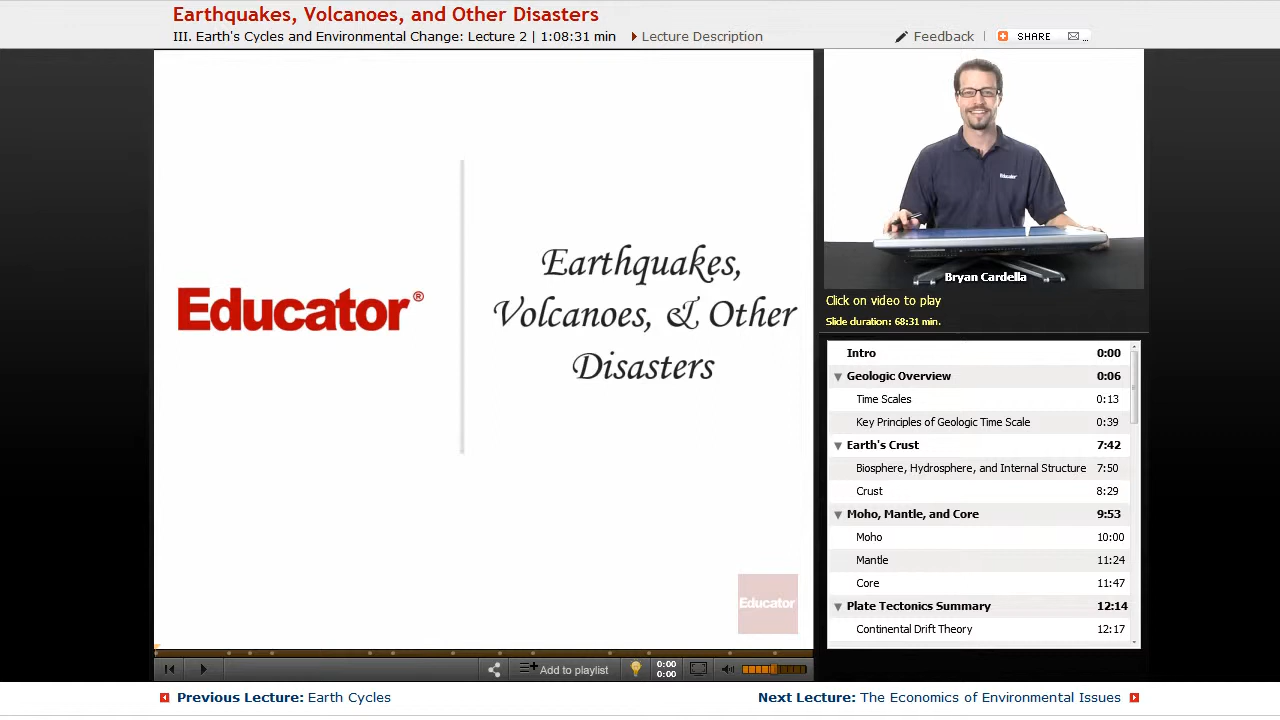 Earthquakes, Volcanoes, and Other Disasters
III. Earth's Cycles and Environmental Change: Lecture 2 | 1:08:31 min
Lecture Description
Feedback
SHARE
...
Educator®
Earthquakes,
Volcanoes, & Other
Disasters
Educator
Educator
Bryan Cardella
Click on video to play
Slide duration: 68:31 min.
Intro 0:00
Geologic Overview 0:06
Time Scales 0:13
Key Principles of Geologic Time Scale 0:39
Earth's Crust 7:42
Biosphere, Hydrosphere, and Internal Structure 7:50
Crust 8:29
Moho, Mantle, and Core 9:53
Moho 10:00
Mantle 11:24
Core 11:47
Plate Tectonics Summary 12:14
Continental Drift Theory 12:17
Add to playlist
0:00
0:00
Previous Lecture: Earth Cycles
Next Lecture: The Economics of Environmental Issues